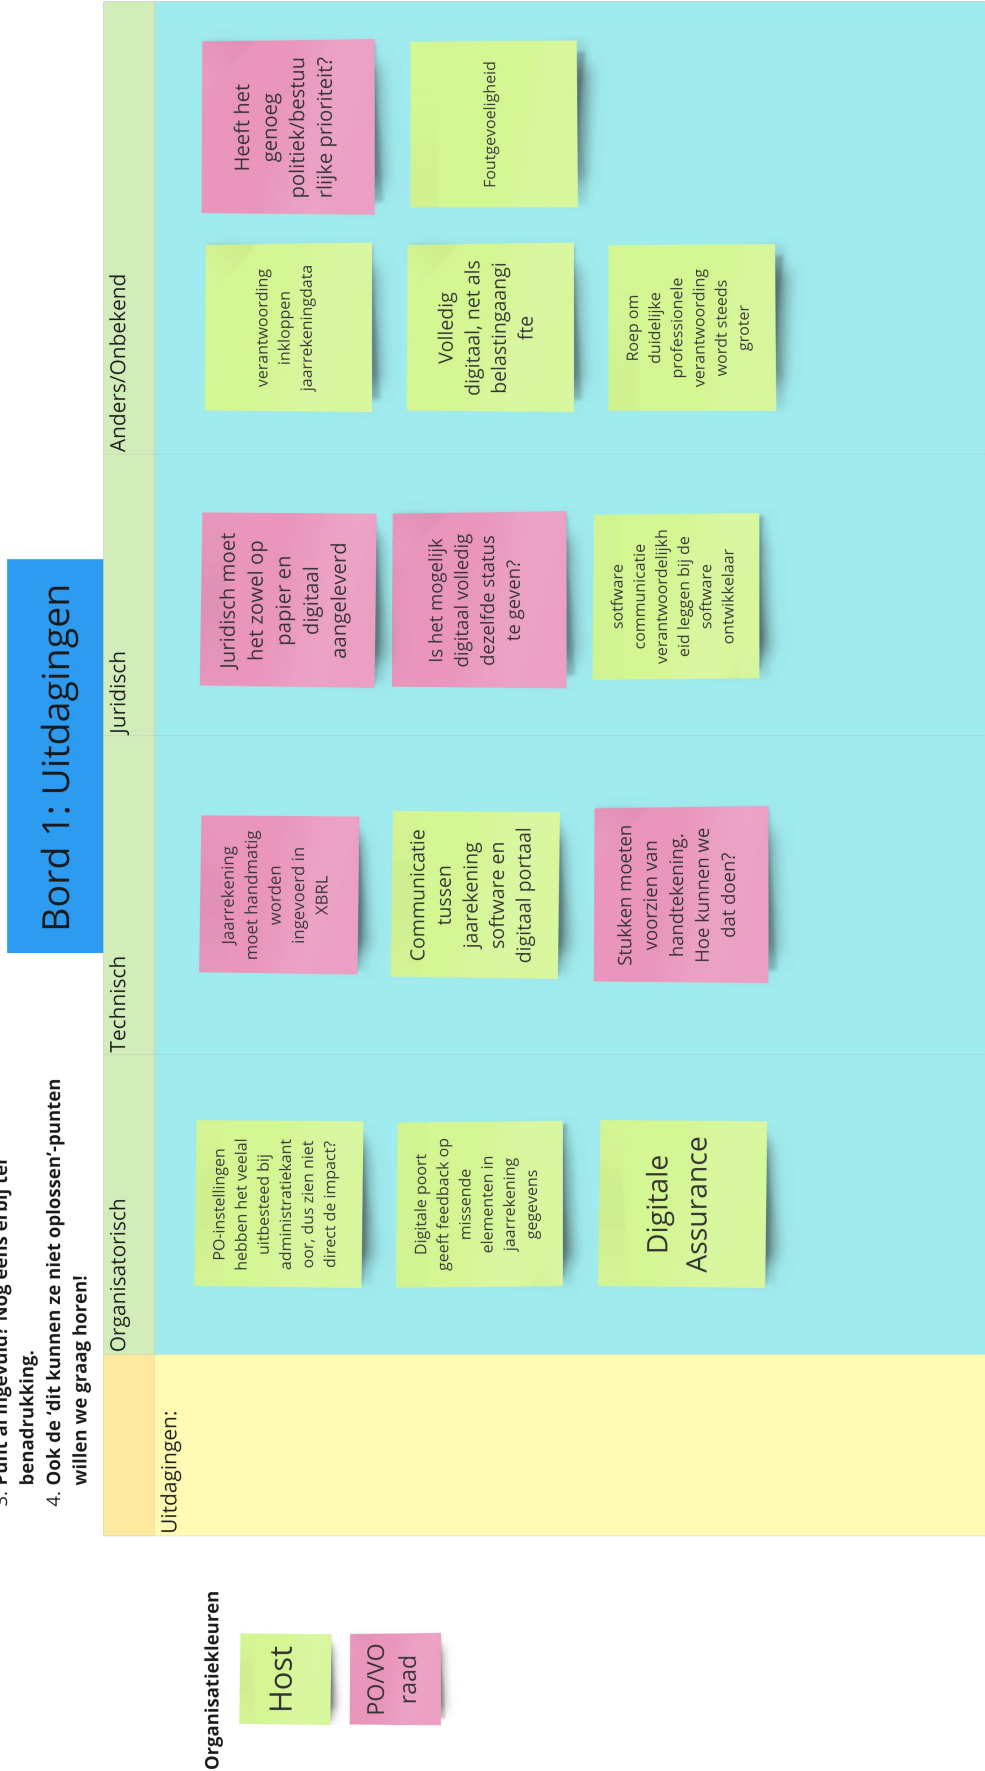 3. Punt al ingevuld? Nog eens erbij ter
benadrukking.
4. Ook de ‘dit kunnen ze niet oplossen’-punten
willen we graag horen!
Bord 1: Uitdagingen
Organisatorisch
Technisch
Juridisch
Anders/Onbekend
Uitdagingen:
Organisatiekleuren
Host
PO/VO
raad
PO-instellingen
hebben het veelal
uitbesteed bij
administratiekant
oor, dus zien niet
direct de impact?
Digitale poort
geeft feedback op
missende
elementen in
jaarrekening
gegevens
Digitale
Assurance
Jaarrekening
moet handmatig
worden
ingevoerd in
XBRL
Communicatie
tussen
jaarekening
software en
digitaal portaal
Stukken moeten
voorzien van
handtekening.
Hoe kunnen we
dat doen?
Juridisch moet
het zowel op
papier en
digitaal
aangeleverd
Is het mogelijk
digitaal volledig
dezelfde status
te geven?
sotfware
communicatie
verantwoordelijkh
eid leggen bij de
software
ontwikkelaar
verantwoording
inkloppen
jaarrekeningdata
Volledig
digitaal, net als
belastingaangi
fte
Roep om
duidelijke
professionele
verantwoording
wordt steeds
groter
Heeft het
genoeg
politiek/bestuu
rlijke prioriteit?
Foutgevoeligheid